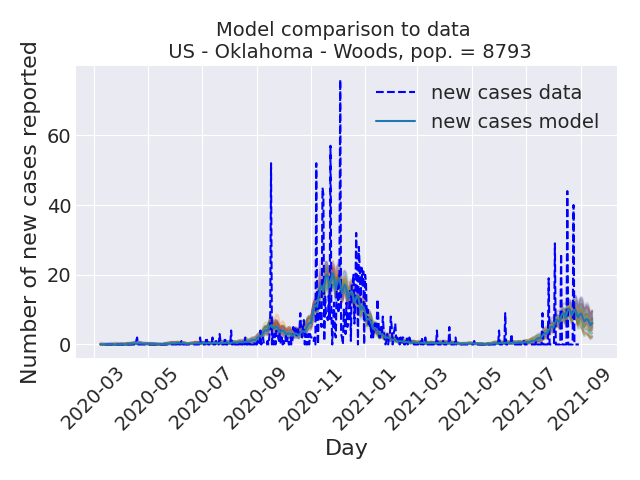 Model comparison to data
US - Oklahoma - Woods, pop. = 8793
Number of new cases reported
60
40
20
0
new cases data
new cases model
2020-03
2020-05
2020-07
2020-09
2020-11
2021-01
2021-03
2021-05
2021-07
2021-09
Day